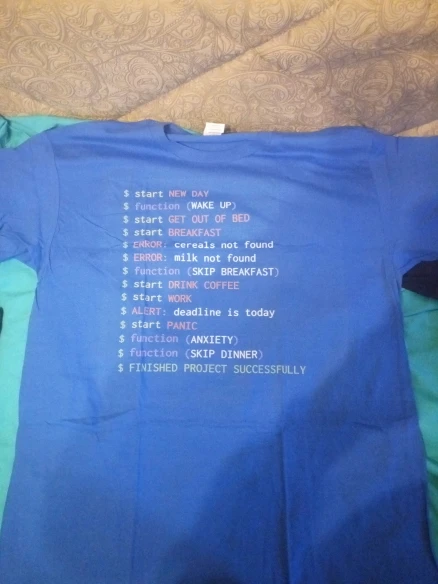 $ start NEW DAY
$ function (WAKE UP)
$ start GET OUT OF BED
$ start BREAKFAST
$ ERROR: cereals not found
$ ERROR: milk not found
$ function (SKIP BREAKFAST)
$ start DRINK COFFEE
$ start WORK
$ ALERT: deadline is today
$ start PANIC
$ function (ANXIETY)
$ function (SKIP DINNER)
$ FINISHED PROJECT SUCCESSFULLY